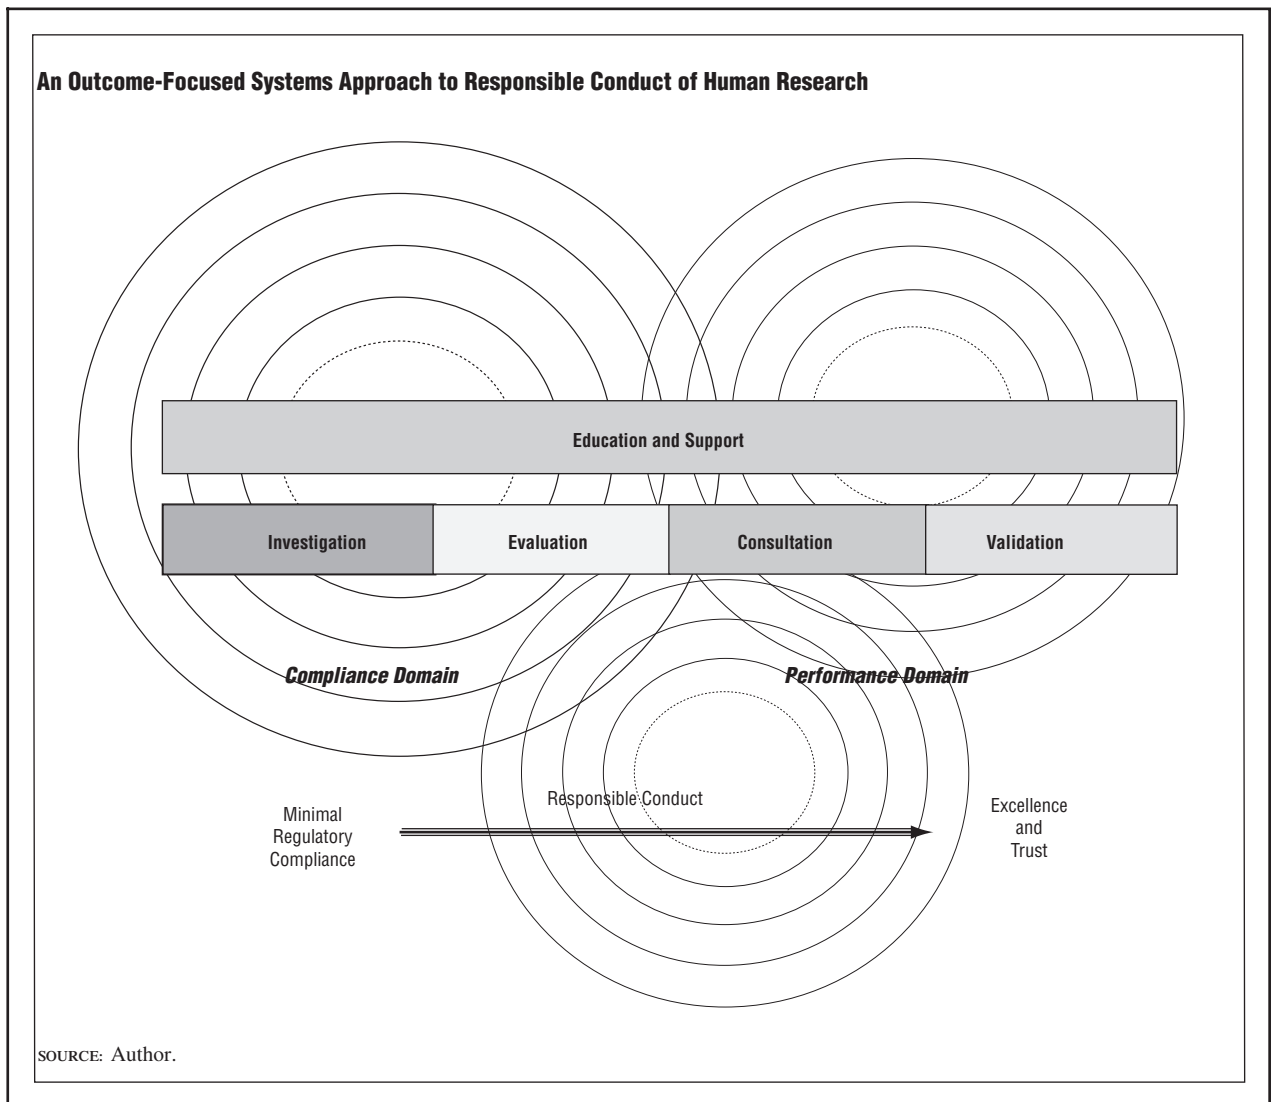 An Outcome-Focused Systems Approach to Responsible Conduct of Human Research
Education and Support
Investigation
Evaluation
Consultation
Validation
Compliance Domain
Performance Domain
Responsible Conduct
Minimal
Regulatory
Compliance
Excellence
and
Trust
SOURCE: Author.